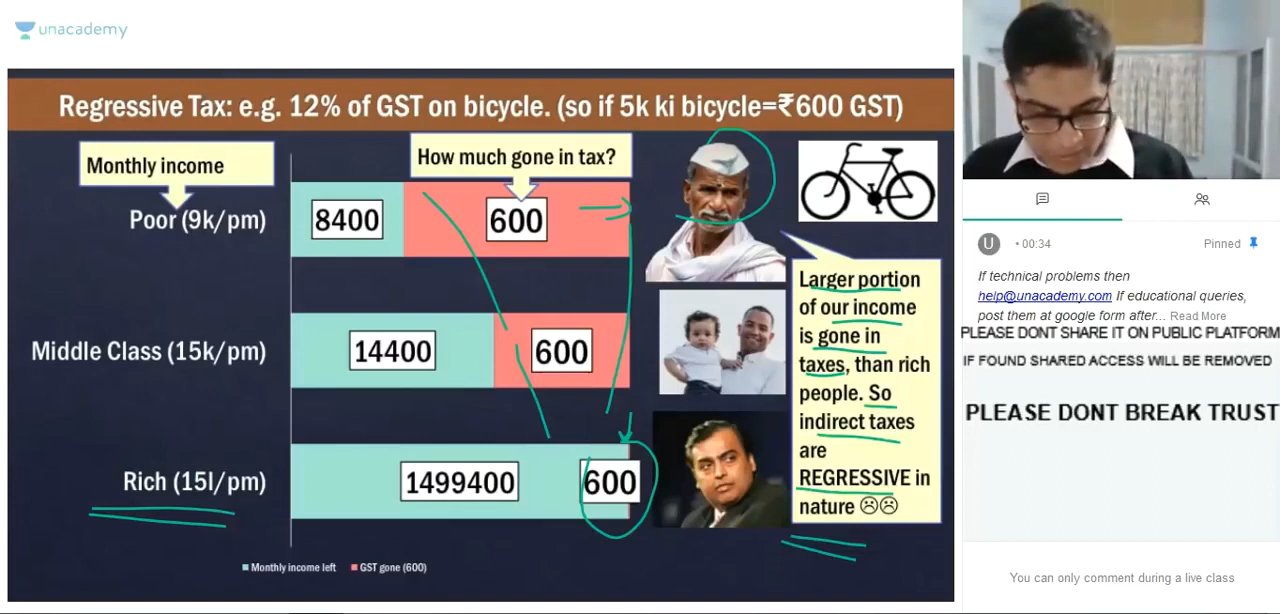 unacademy
Regressive Tax: e.g. 12% of GST on bicycle. (so if 5k ki bicycle=₹600 GST)
Monthly income
How much gone in tax?
Poor (9k/pm)
8400
600
Middle Class (15k/pm)
14400
600
Rich (15l/pm)
1499400
600
Larger portion
of our income
is gone in
taxes, than rich
people. So
indirect taxes
are
REGRESSIVE in
nature ☹☹
Monthly income left
GST gone (600)
U
• 00:34
Pinned
If technical problems then
help@unacademy.com If educational queries,
post them at google form after... Read More
PLEASE DONT SHARE IT ON PUBLIC PLATFORM
IF FOUND SHARED ACCESS WILL BE REMOVED
PLEASE DONT BREAK TRUST
You can only comment during a live class